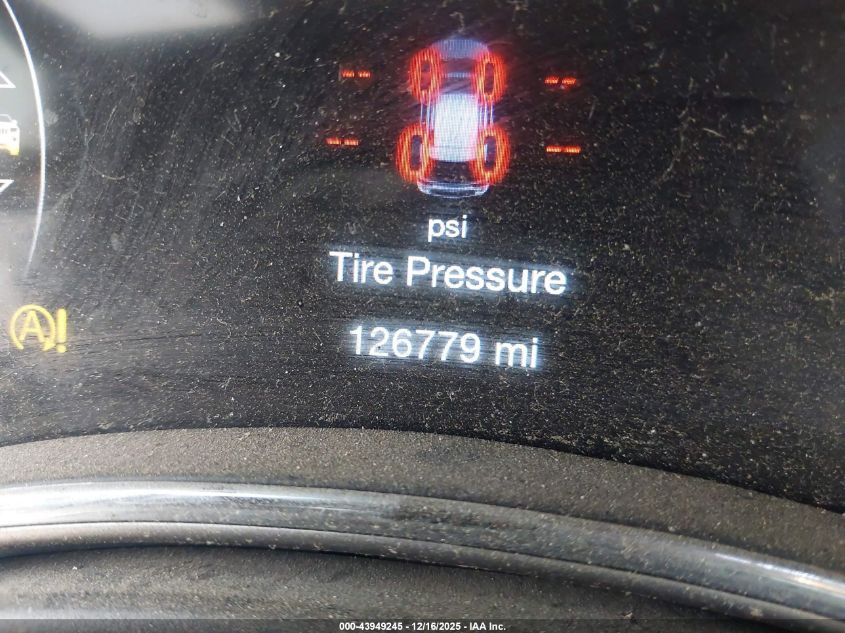 -- --
-- --
psi
Tire Pressure
A!
126779 mi
000-43949245 - 12/16/2025 - IAA Inc.